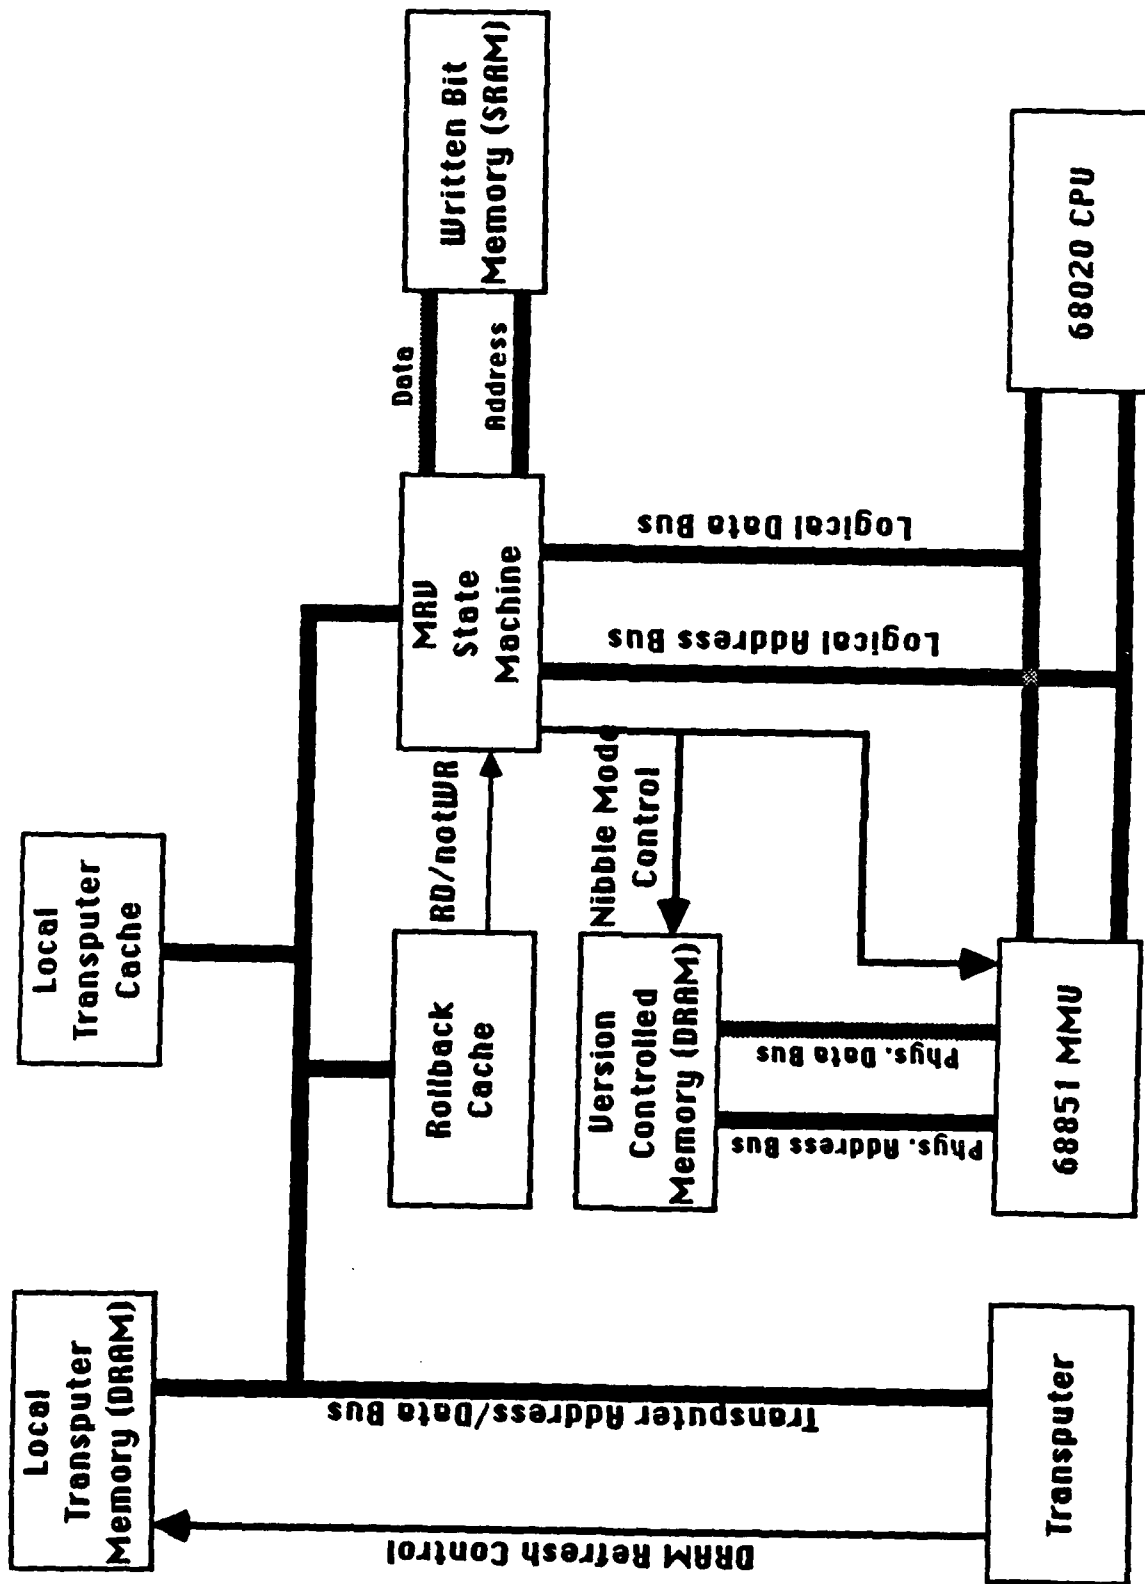 Local
Transputer
Memory (DRAM)
Local
Transputer
Cache
DRAM Refresh Control
Transputer Address/Data Bus
Rollback
Cache
RD/notWR
MRV
State
Machine
Data
Address
Written Bit
Memory (SRAM)
Version
Controlled
Memory (DRAM)
Nibble Mode
Control
Logical Address Bus
Logical Data Bus
Phys. Address Bus
Phys. Data Bus
Transputer
68851 MMU
68020 CPU